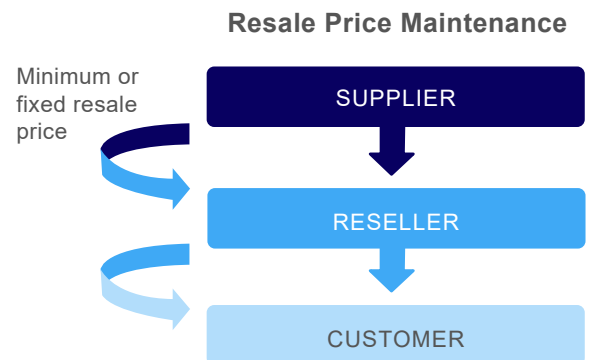 Resale Price Maintenance
Minimum or
fixed resale
price
SUPPLIER
RESELLER
CUSTOMER